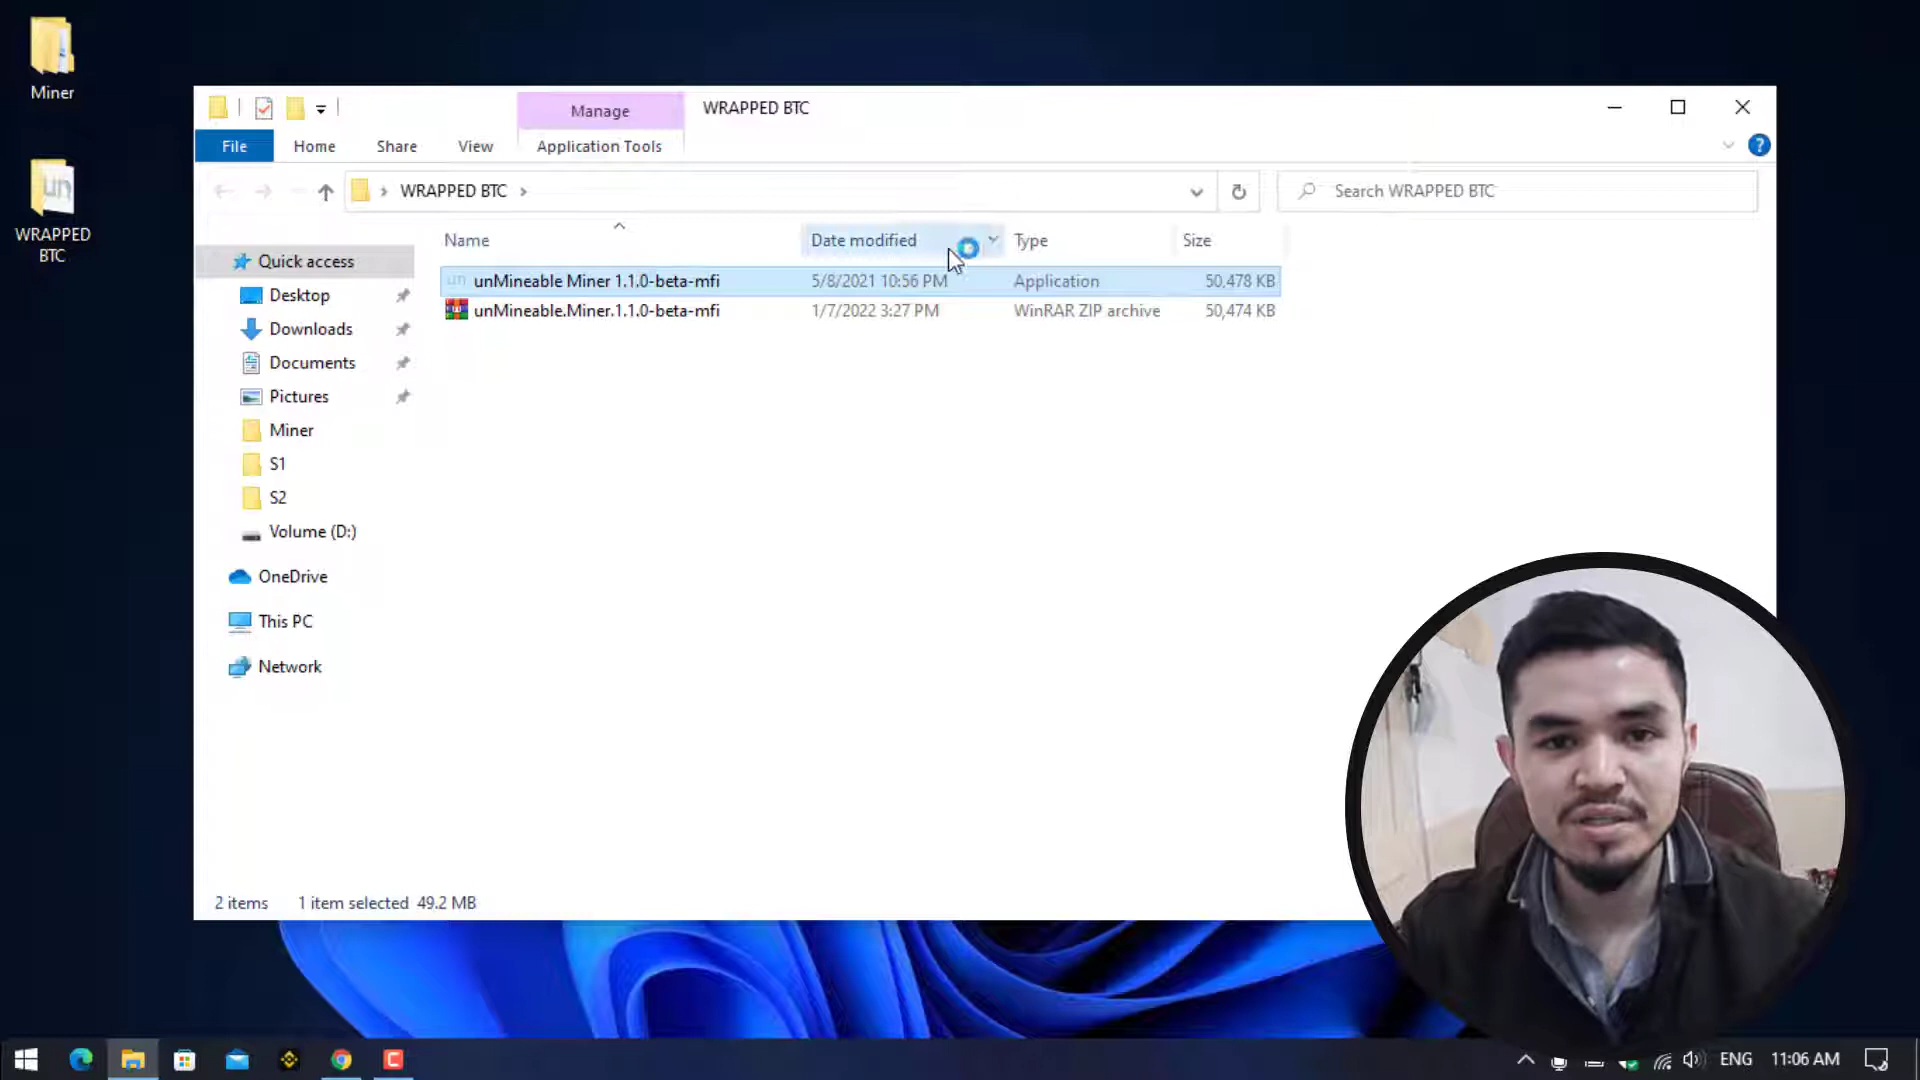 Miner
WRAPPED
BTC
Manage
WRAPPED BTC
File
Home
Share
View
Application Tools
?
WRAPPED BTC
Search WRAPPED BTC
Name
Date modified
Type
Size
un unMineable Miner 1.1.0-beta-mfi 5/8/2021 10:56 PM Application 50,478 KB
unMineable.Miner.1.1.0-beta-mfi 1/7/2022 3:27 PM WinRAR ZIP archive 50,474 KB
Quick access
Desktop
Downloads
Documents
Pictures
Miner
S1
S2
Volume (D:)
OneDrive
This PC
Network
2 items 1 item selected 49.2 MB
ENG 11:06 AM